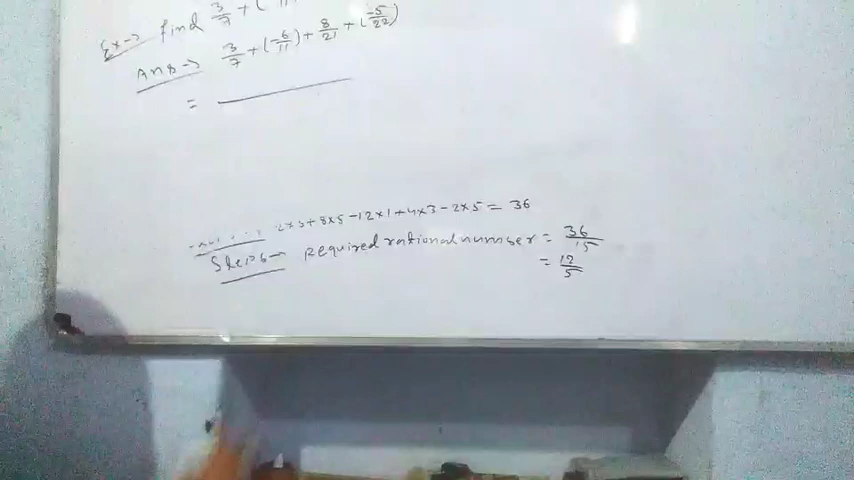 Ex→ find 3/7 + (
Ans→ 3/7 + (-6/11) + 8/21 + (-5/22)
=
2×3+8×5-12×1+4×3-2×5 = 36
Step6→ Required rational number = 36/15
= 12/5